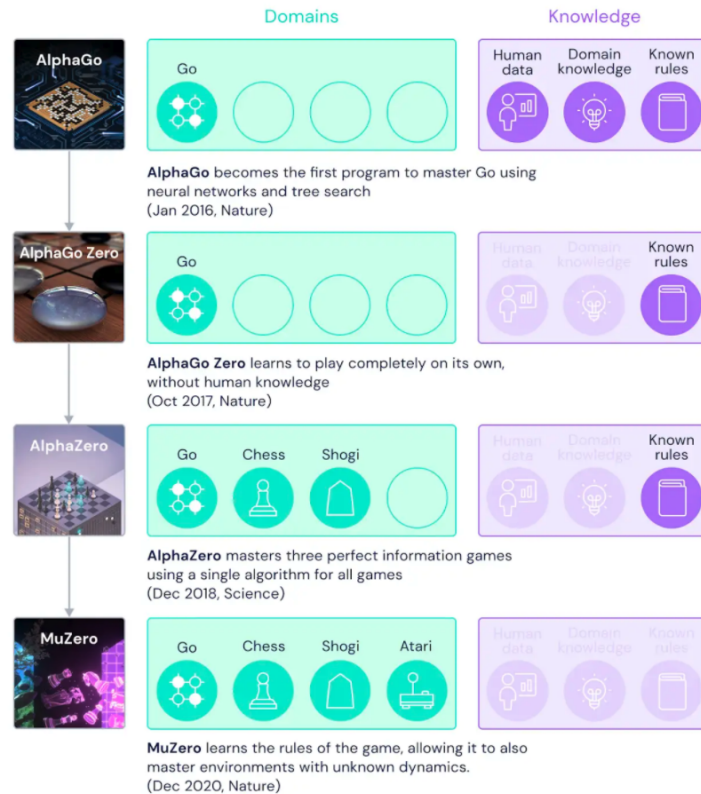 Domains
Knowledge
AlphaGo
Go
Human
data
Domain
knowledge
Known
rules
AlphaGo becomes the first program to master Go using
neural networks and tree search
(Jan 2016, Nature)
AlphaGo Zero
Go
Human
data
Domain
knowledge
Known
rules
AlphaGo Zero learns to play completely on its own,
without human knowledge
(Oct 2017, Nature)
AlphaZero
Go
Chess
Shogi
Human
data
Domain
knowledge
Known
rules
AlphaZero masters three perfect information games
using a single algorithm for all games
(Dec 2018, Science)
MuZero
Go
Chess
Shogi
Atari
Human
data
Domain
knowledge
Known
rules
MuZero learns the rules of the game, allowing it to also
master environments with unknown dynamics.
(Dec 2020, Nature)